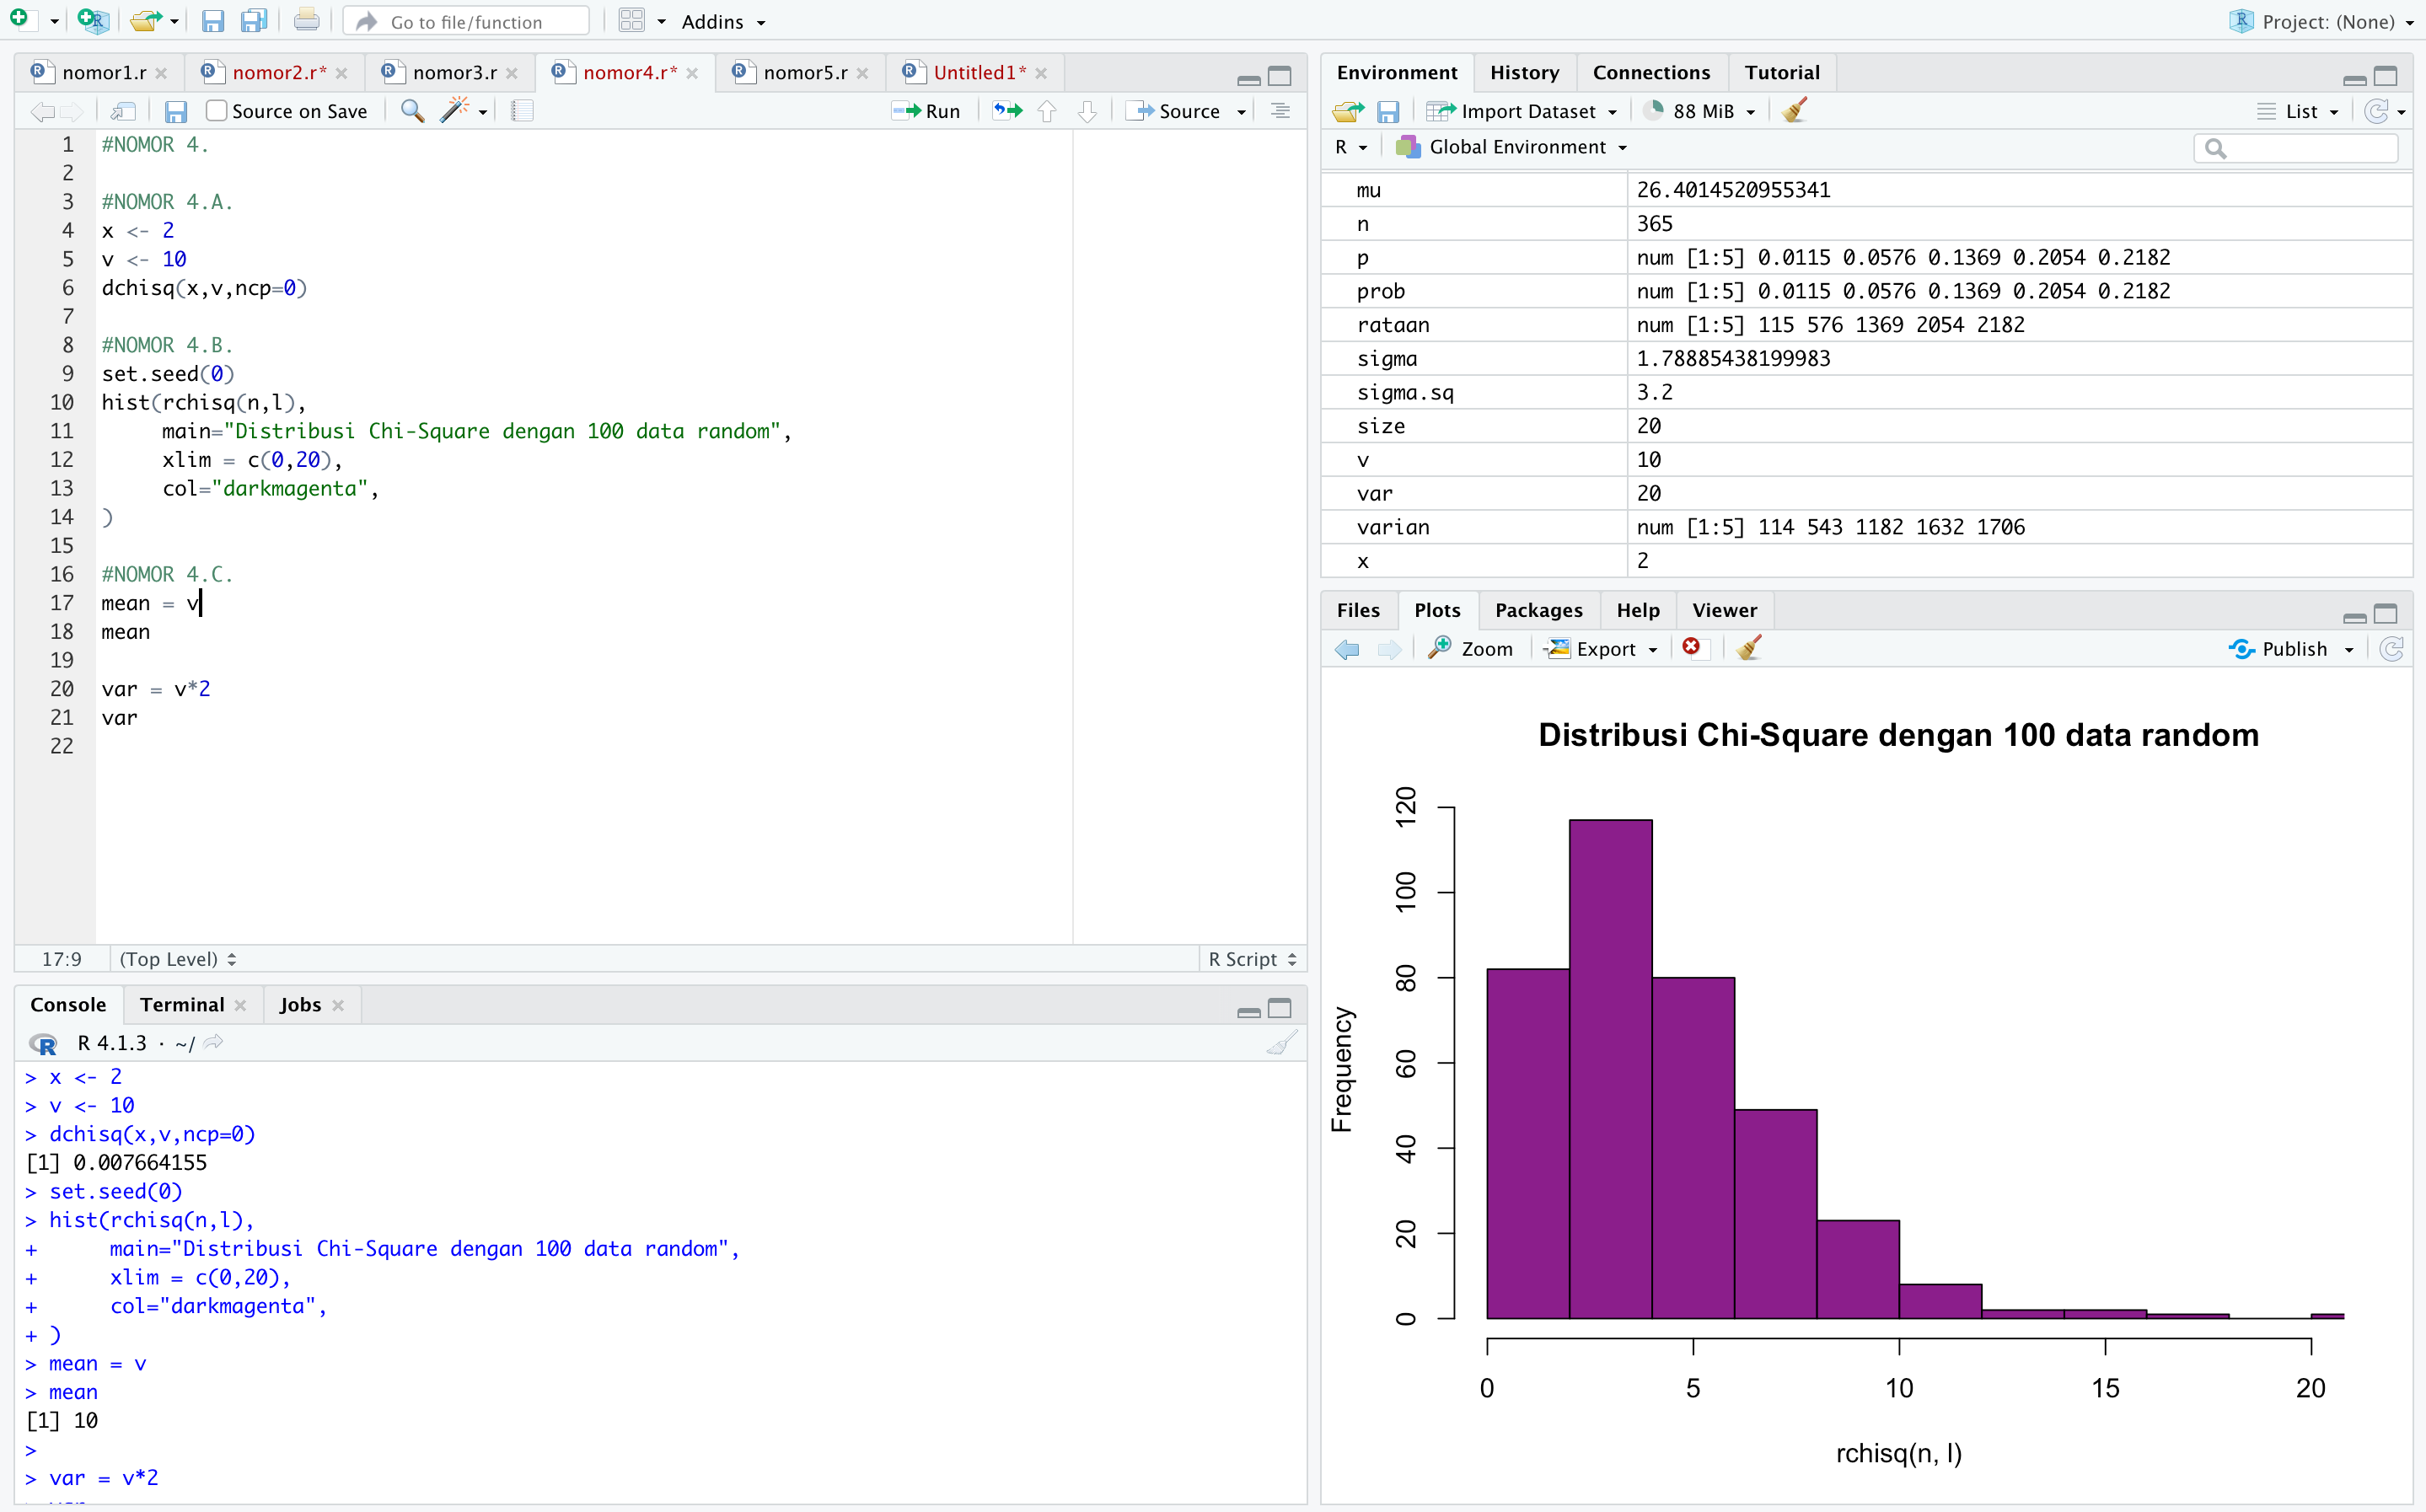 Go to file/function
Addins
Project: (None)
nomor1.r
nomor2.r*
nomor3.r
nomor4.r*
nomor5.r
Untitled1*
Source on Save
Run
Source
1 #NOMOR 4.
2
3 #NOMOR 4.A.
4 x <- 2
5 v <- 10
6 dchisq(x,v,ncp=0)
7
8 #NOMOR 4.B.
9 set.seed(0)
10 hist(rchisq(n,l),
11 main="Distribusi Chi-Square dengan 100 data random",
12 xlim = c(0,20),
13 col="darkmagenta",
14 )
15
16 #NOMOR 4.C.
17 mean = v
18 mean
19
20 var = v*2
21 var
22
17:9
(Top Level)
R Script
Console
Terminal
Jobs
R 4.1.3 · ~/
> x <- 2
> v <- 10
> dchisq(x,v,ncp=0)
[1] 0.007664155
> set.seed(0)
> hist(rchisq(n,l),
+ main="Distribusi Chi-Square dengan 100 data random",
+ xlim = c(0,20),
+ col="darkmagenta",
+ )
> mean = v
> mean
[1] 10
>
> var = v*2
Environment
History
Connections
Tutorial
Import Dataset
88 MiB
List
R
Global Environment
mu 26.4014520955341
n 365
p num [1:5] 0.0115 0.0576 0.1369 0.2054 0.2182
prob num [1:5] 0.0115 0.0576 0.1369 0.2054 0.2182
rataan num [1:5] 115 576 1369 2054 2182
sigma 1.78885438199983
sigma.sq 3.2
size 20
v 10
var 20
varian num [1:5] 114 543 1182 1632 1706
x 2
Files
Plots
Packages
Help
Viewer
Zoom
Export
Publish
Distribusi Chi-Square dengan 100 data random
Frequency
120
100
80
60
40
20
0
0 5 10 15 20
rchisq(n, l)